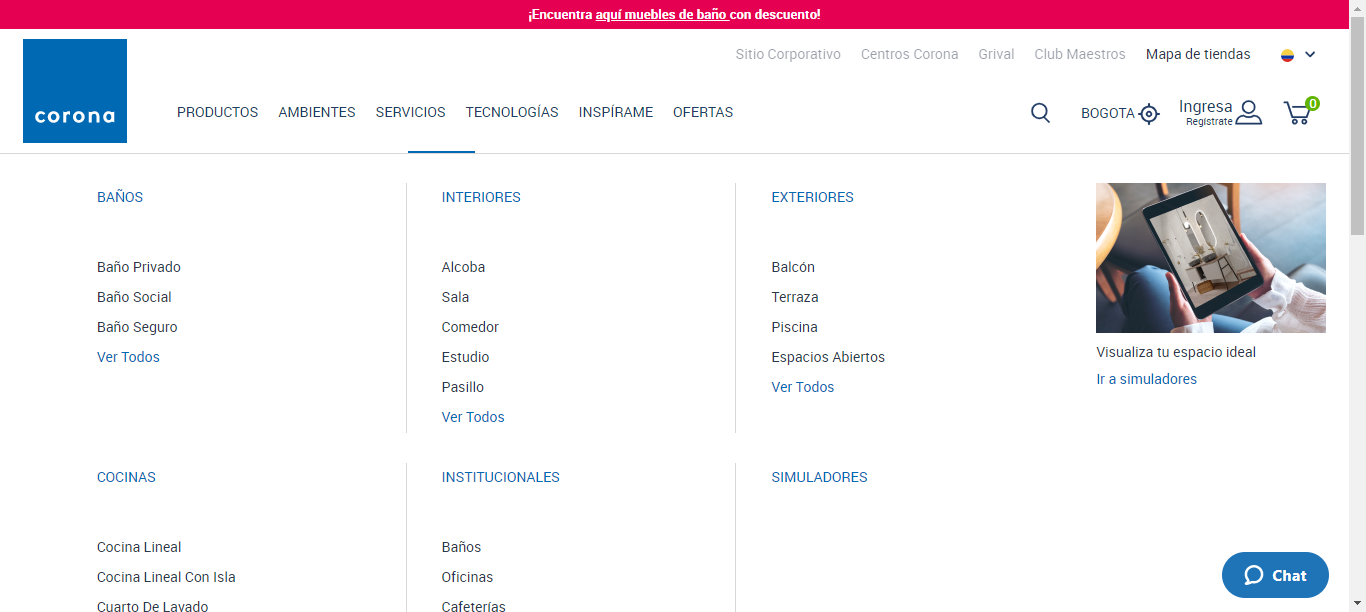 ¡Encuentra aquí muebles de baño con descuento!
Sitio Corporativo Centros Corona Grival Club Maestros Mapa de tiendas
corona
PRODUCTOS AMBIENTES SERVICIOS TECNOLOGÍAS INSPÍRAME OFERTAS
BOGOTA
Ingresa
Regístrate
0
BAÑOS
Baño Privado
Baño Social
Baño Seguro
Ver Todos
INTERIORES
Alcoba
Sala
Comedor
Estudio
Pasillo
Ver Todos
EXTERIORES
Balcón
Terraza
Piscina
Espacios Abiertos
Ver Todos
Visualiza tu espacio ideal
Ir a simuladores
COCINAS
Cocina Lineal
Cocina Lineal Con Isla
Cuarto De Lavado
INSTITUCIONALES
Baños
Oficinas
Cafeterías
SIMULADORES
Chat